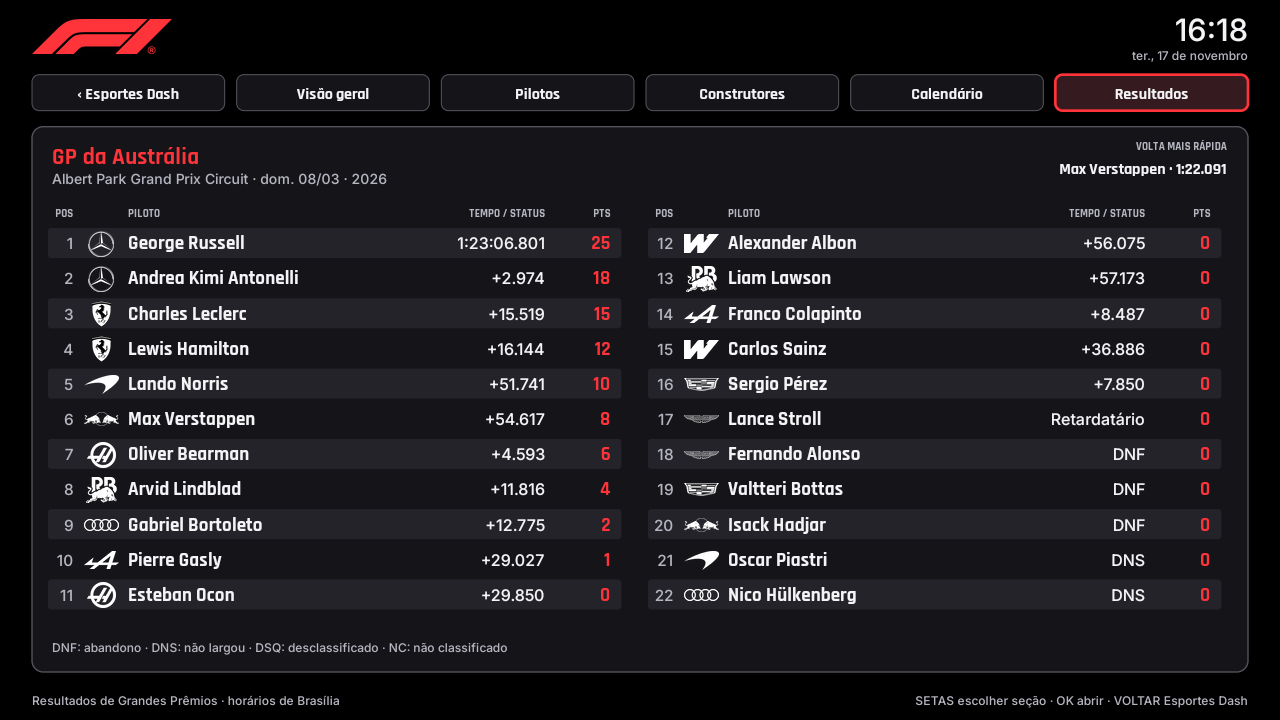 16:18
ter., 17 de novembro
‹ Esportes Dash
Visão geral
Pilotos
Construtores
Calendário
Resultados
GP da Austrália
Albert Park Grand Prix Circuit · dom. 08/03 · 2026
VOLTA MAIS RÁPIDA
Max Verstappen · 1:22.091
POS PILOTO TEMPO / STATUS PTS
1 George Russell 1:23:06.801 25
2 Andrea Kimi Antonelli +2.974 18
3 Charles Leclerc +15.519 15
4 Lewis Hamilton +16.144 12
5 Lando Norris +51.741 10
6 Max Verstappen +54.617 8
7 Oliver Bearman +4.593 6
8 Arvid Lindblad +11.816 4
9 Gabriel Bortoleto +12.775 2
10 Pierre Gasly +29.027 1
11 Esteban Ocon +29.850 0
POS PILOTO TEMPO / STATUS PTS
12 Alexander Albon +56.075 0
13 Liam Lawson +57.173 0
14 Franco Colapinto +8.487 0
15 Carlos Sainz +36.886 0
16 Sergio Pérez +7.850 0
17 Lance Stroll Retardatário 0
18 Fernando Alonso DNF 0
19 Valtteri Bottas DNF 0
20 Isack Hadjar DNF 0
21 Oscar Piastri DNS 0
22 Nico Hülkenberg DNS 0
DNF: abandono · DNS: não largou · DSQ: desclassificado · NC: não classificado
Resultados de Grandes Prêmios · horários de Brasília
SETAS escolher seção · OK abrir · VOLTAR Esportes Dash